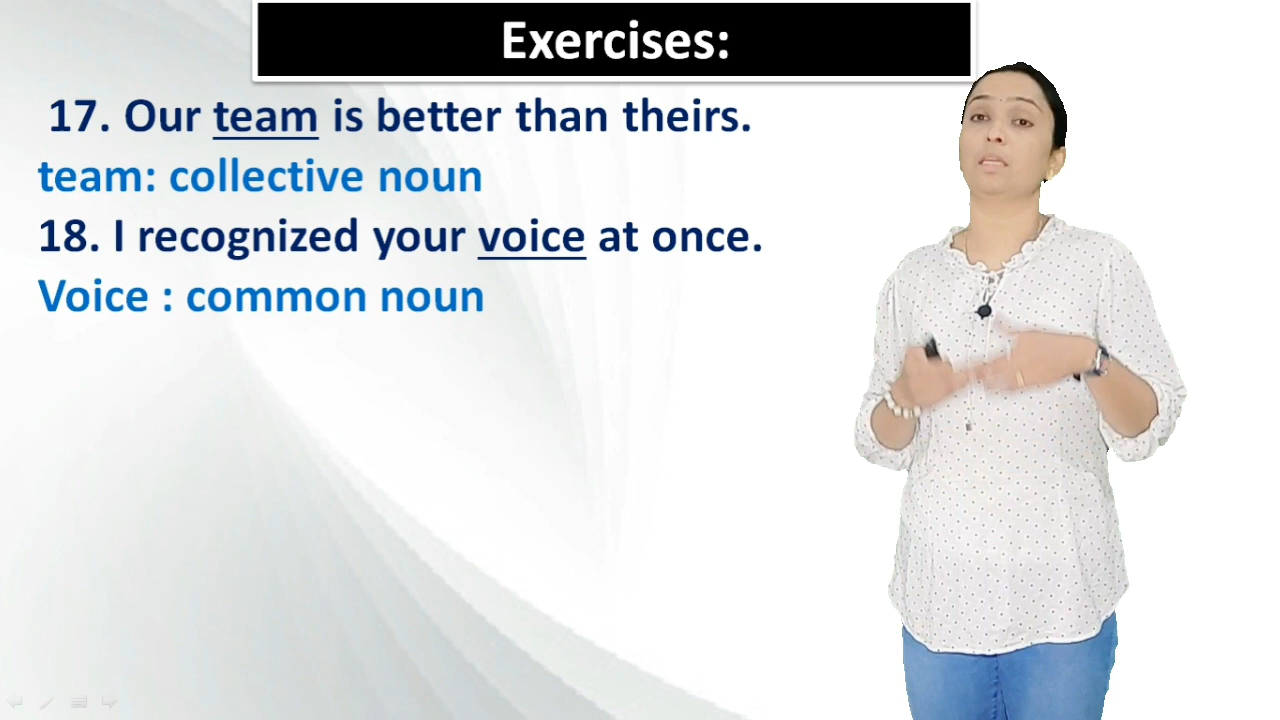 Exercises:
17. Our team is better than theirs.
team: collective noun
18. I recognized your voice at once.
Voice : common noun